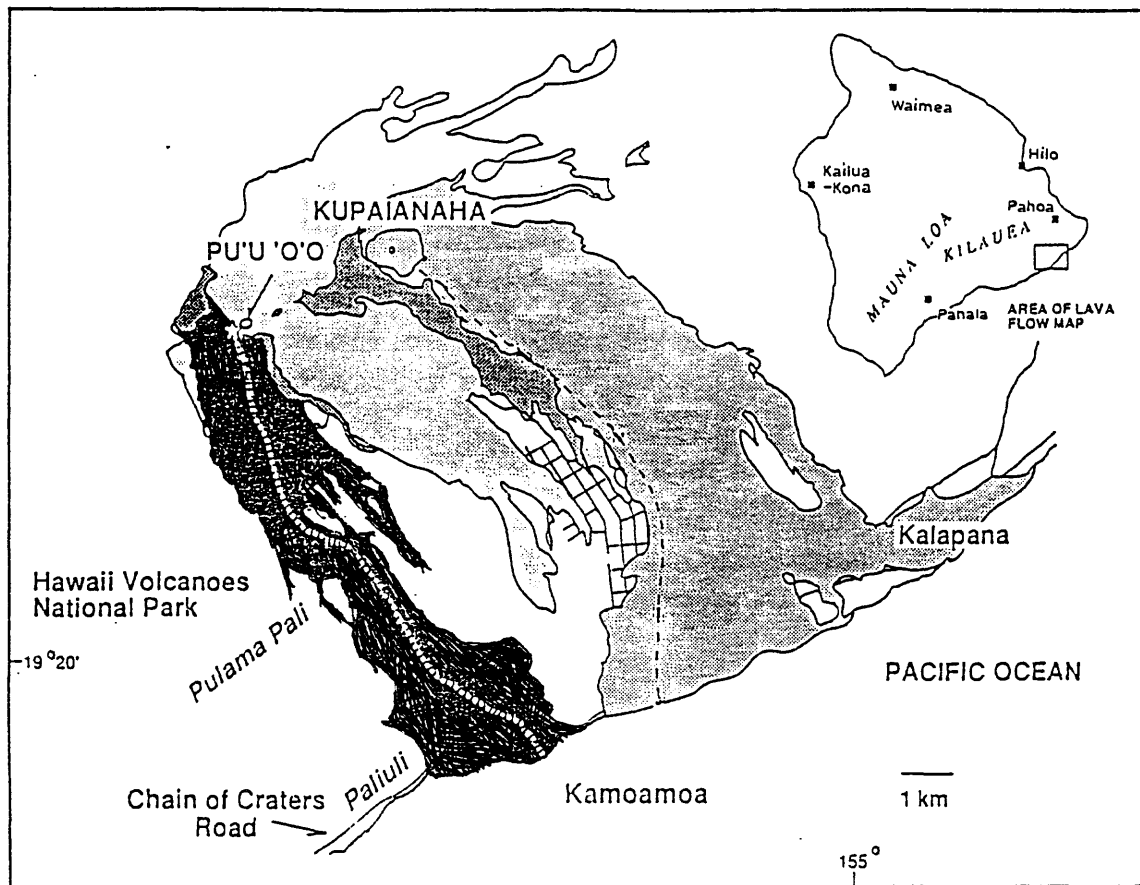 Waimea
Hilo
Kailua
-Kona
Pahoa
MAUNA LOA
KILAUEA
Panala
AREA OF LAVA
FLOW MAP
KUPAIANAHA
PU'U 'O'O
Kalapana
Hawaii Volcanoes
National Park
Pulama Pali
19°20'
PACIFIC OCEAN
Paliuli
Chain of Craters
Road
Kamoamoa
1 km
155°